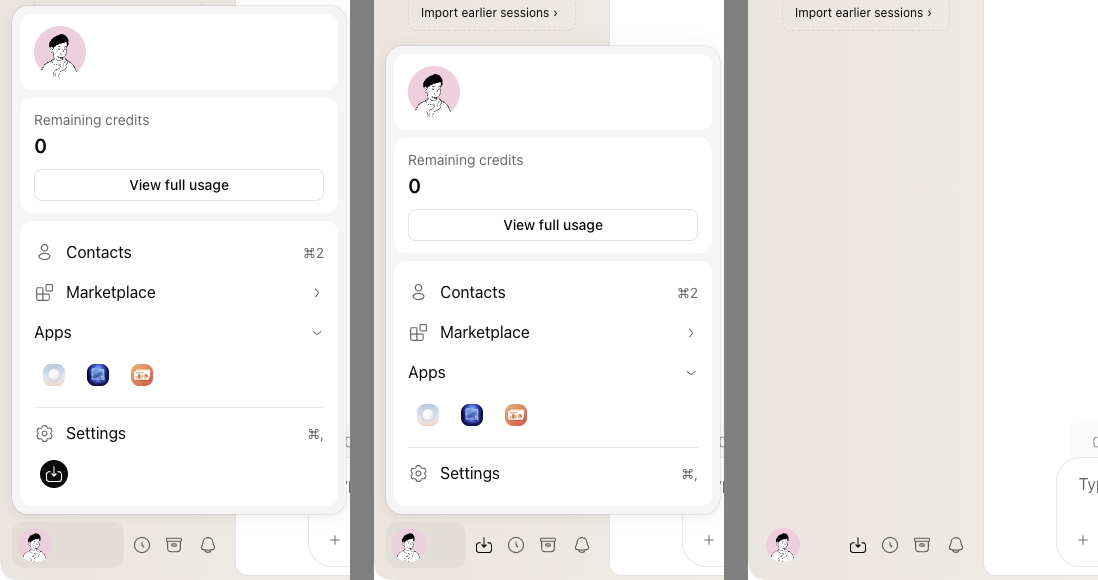 Remaining credits
0
View full usage
Contacts ⌘2
Marketplace
Apps
Settings ⌘,
Import earlier sessions ›
Remaining credits
0
View full usage
Contacts ⌘2
Marketplace
Apps
Settings ⌘,
Import earlier sessions ›
Typ